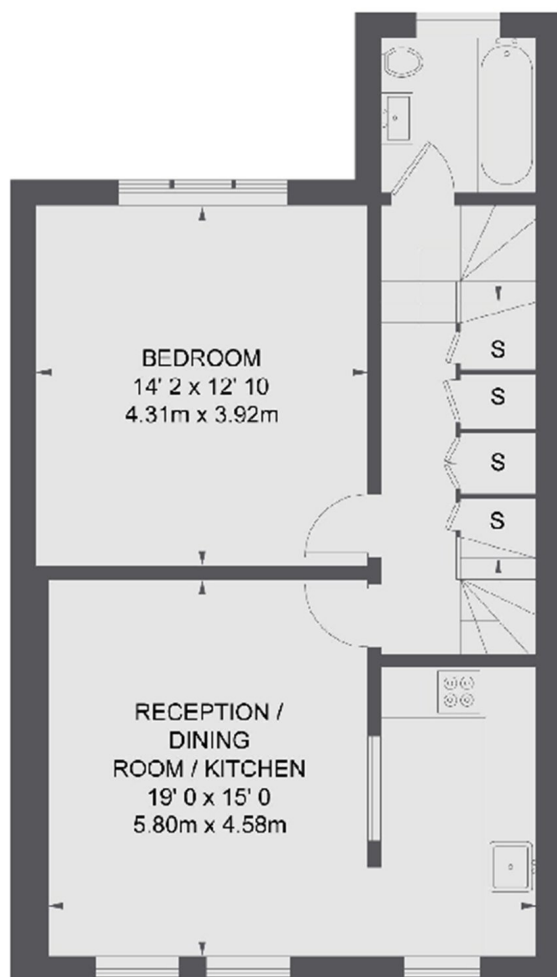 BEDROOM
14' 2 x 12' 10
4.31m x 3.92m
S
S
S
S
RECEPTION /
DINING
ROOM / KITCHEN
19' 0 x 15' 0
5.80m x 4.58m